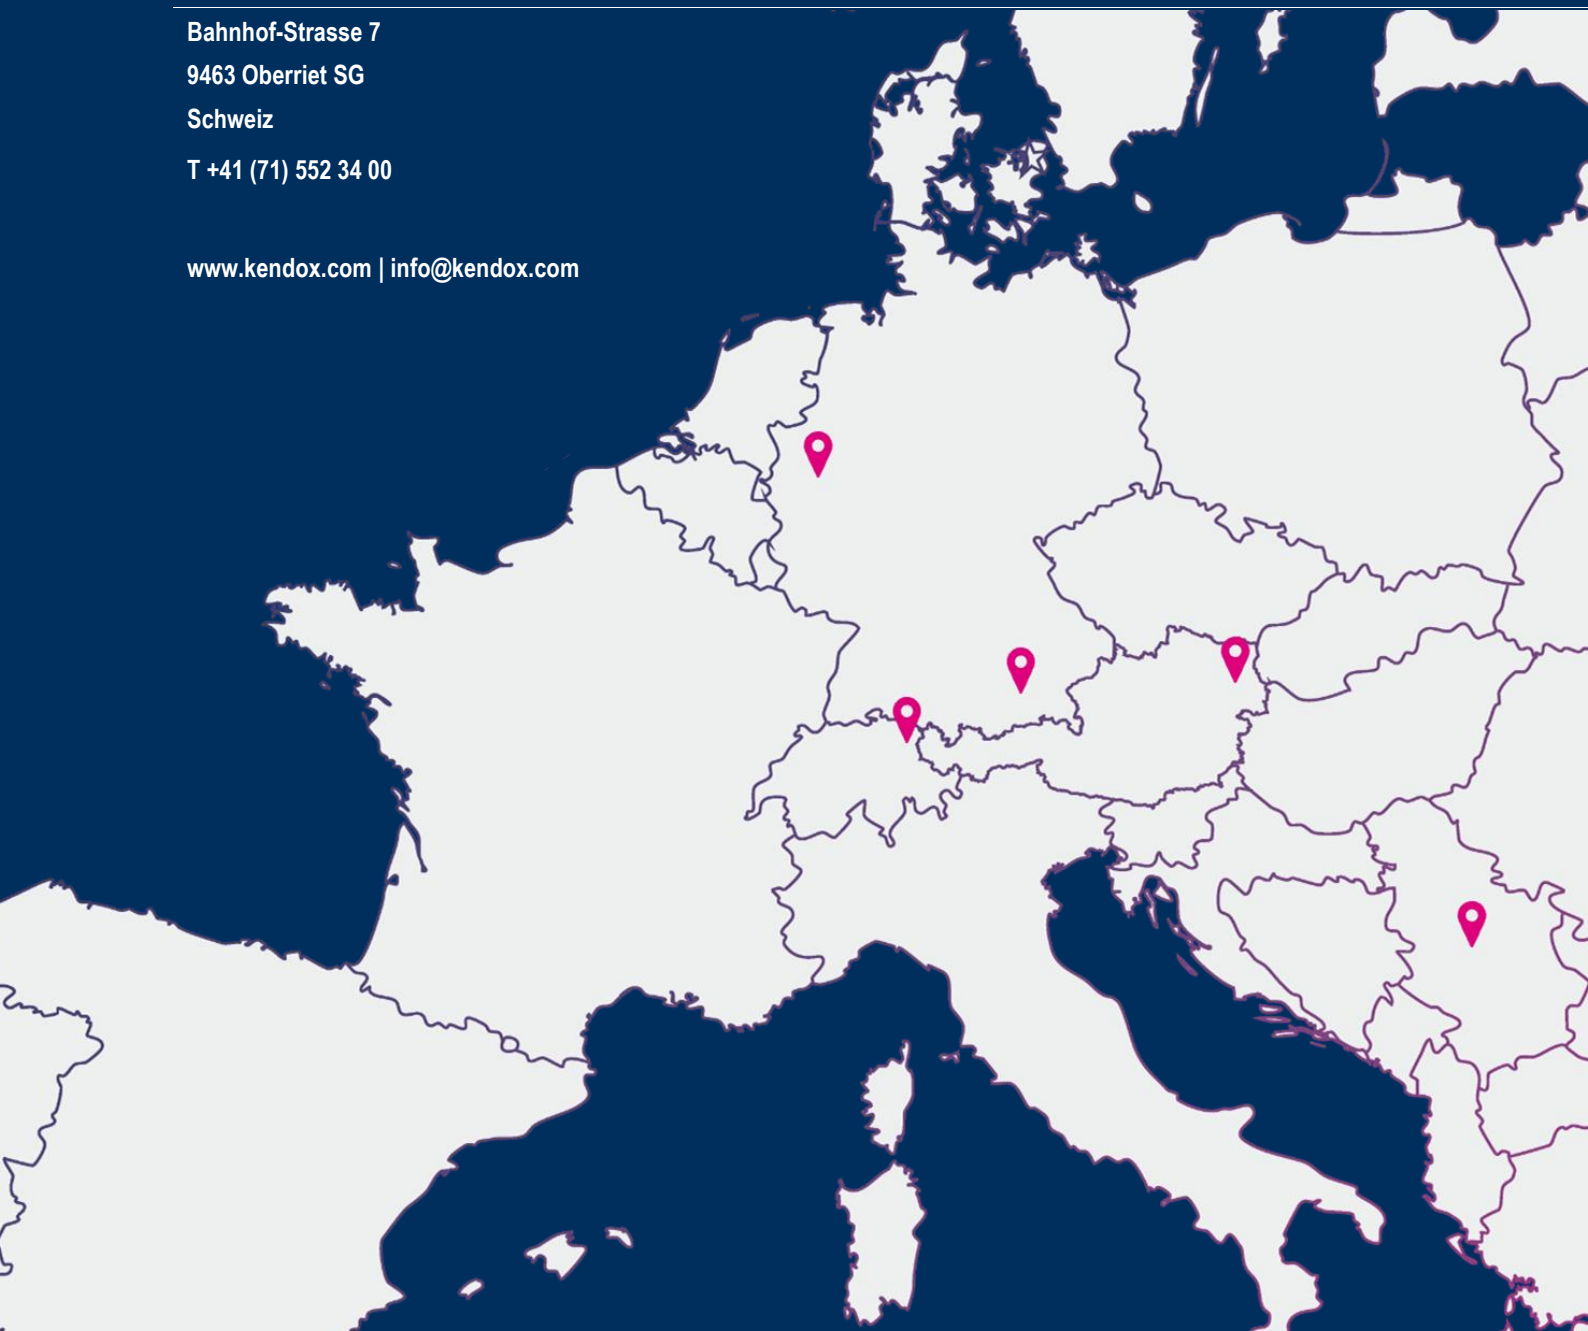 Bahnhof-Strasse 7
9463 Oberriet SG
Schweiz
T +41 (71) 552 34 00
www.kendox.com | info@kendox.com